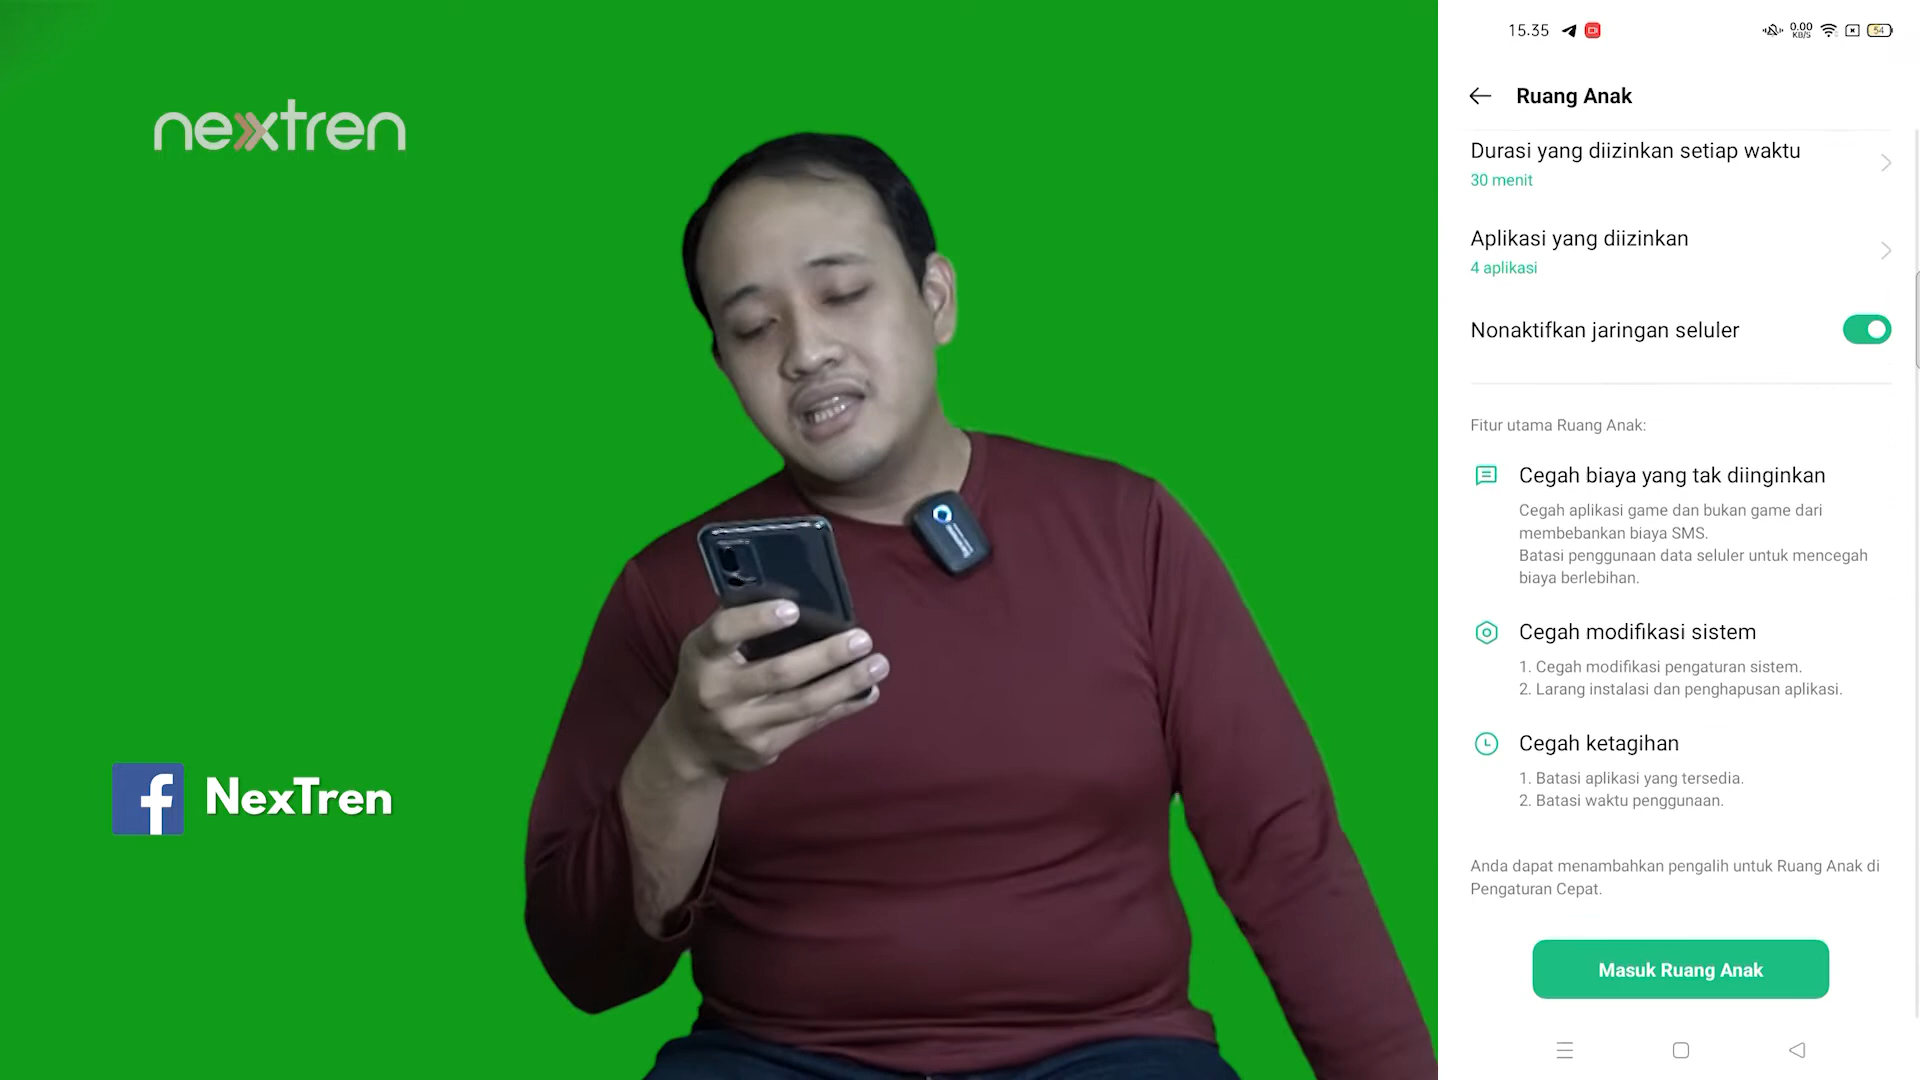 nextren
NexTren
15.35
0.00
KB/S
54
Ruang Anak
Durasi yang diizinkan setiap waktu
30 menit
Aplikasi yang diizinkan
4 aplikasi
Nonaktifkan jaringan seluler
Fitur utama Ruang Anak:
Cegah biaya yang tak diinginkan
Cegah aplikasi game dan bukan game dari
membebankan biaya SMS.
Batasi penggunaan data seluler untuk mencegah
biaya berlebihan.
Cegah modifikasi sistem
1. Cegah modifikasi pengaturan sistem.
2. Larang instalasi dan penghapusan aplikasi.
Cegah ketagihan
1. Batasi aplikasi yang tersedia.
2. Batasi waktu penggunaan.
Anda dapat menambahkan pengalih untuk Ruang Anak di
Pengaturan Cepat.
Masuk Ruang Anak